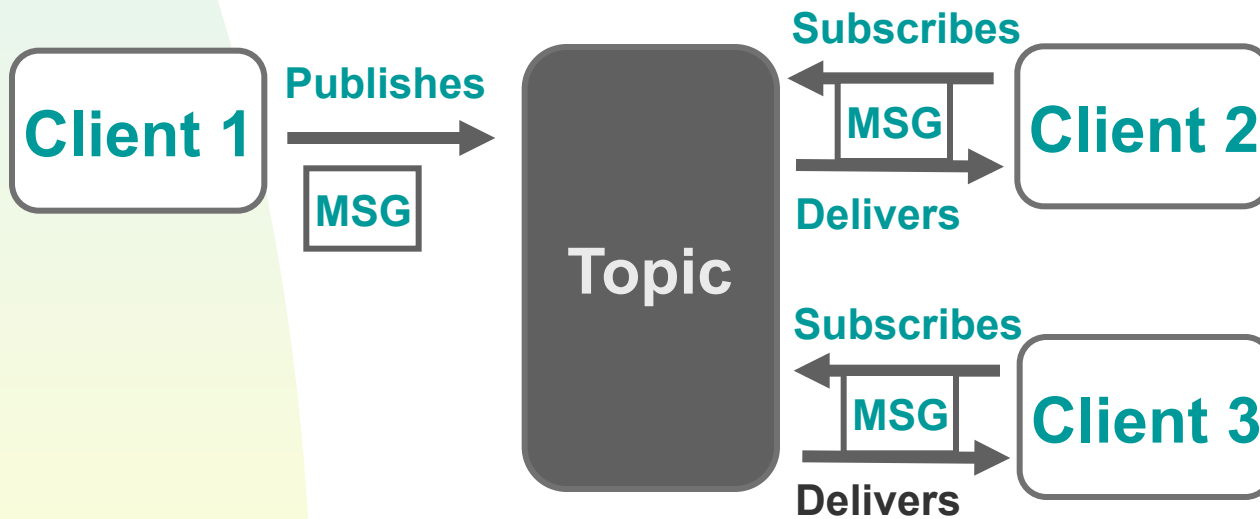 Client 1
Publishes
MSG
Topic
Subscribes
MSG
Delivers
Client 2
Subscribes
MSG
Delivers
Client 3